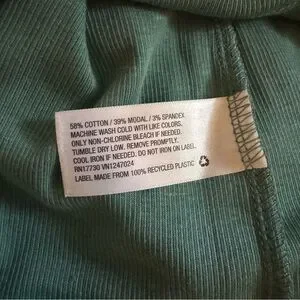 58% COTTON / 39% MODAL / 3% SPANDEX
MACHINE WASH COLD WITH LIKE COLORS.
ONLY NON-CHLORINE BLEACH IF NEEDED.
TUMBLE DRY LOW. REMOVE PROMPTLY.
COOL IRON IF NEEDED. DO NOT IRON ON LABEL.
RN17730 VN1247024
LABEL MADE FROM 100% RECYCLED PLASTIC